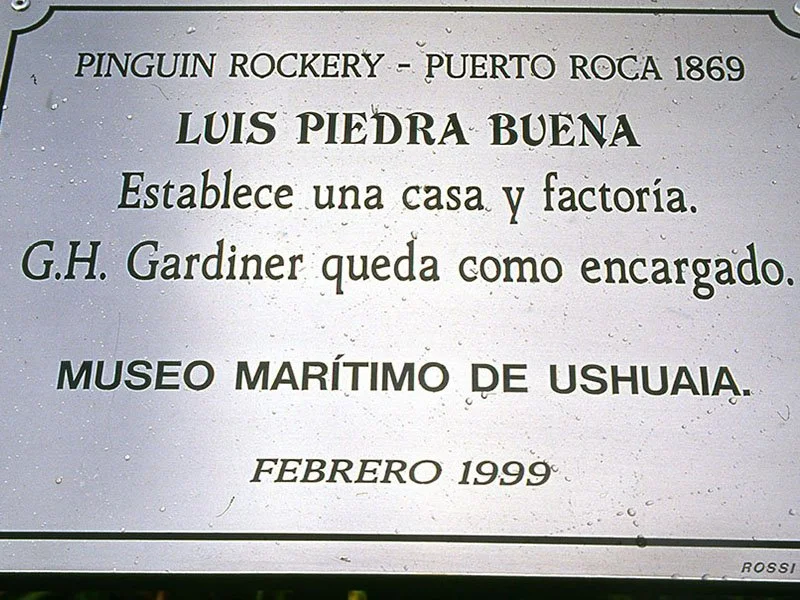 PINGUIN ROCKERY - PUERTO ROCA 1869
LUIS PIEDRA BUENA
Establece una casa y factoría.
G.H. Gardiner queda como encargado.
MUSEO MARÍTIMO DE USHUAIA.
FEBRERO 1999
ROSSI